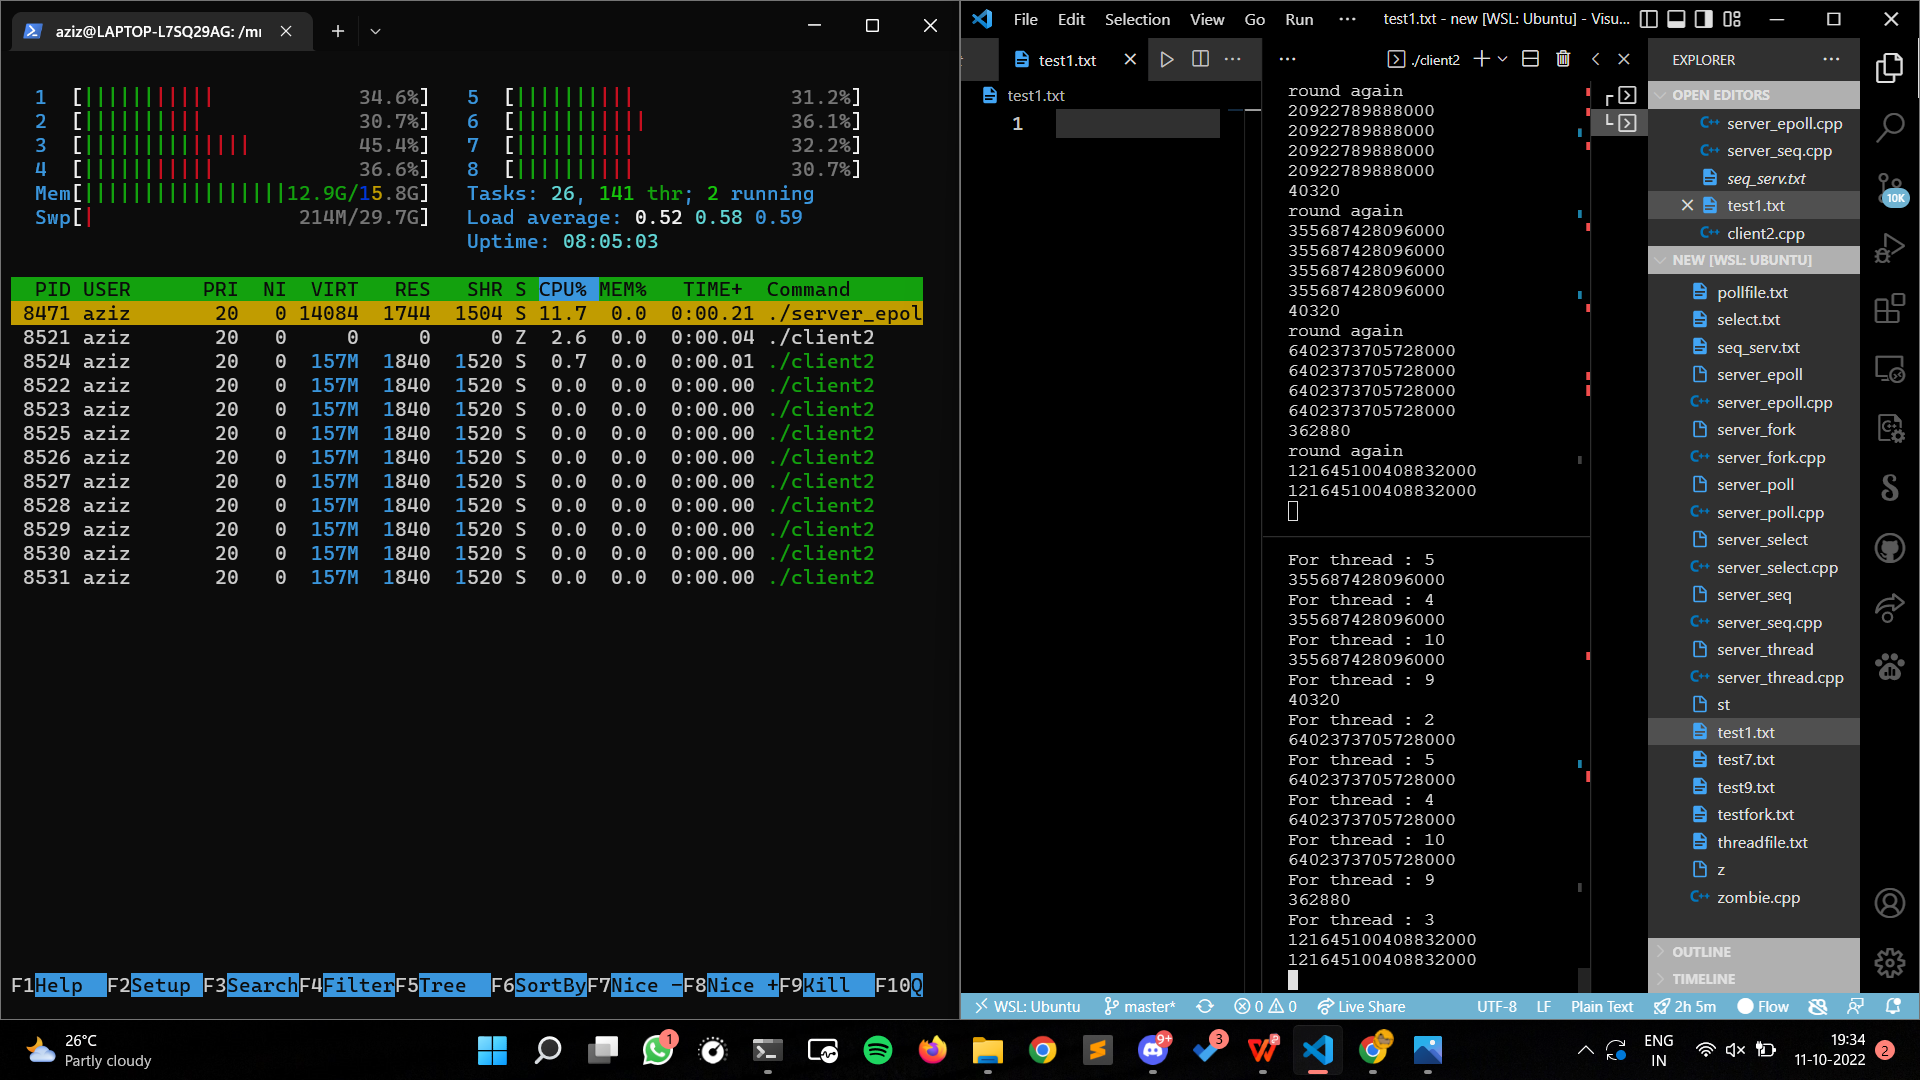 aziz@LAPTOP-L7SQ29AG: /mı
1 [|||||||||||| 34.6%] 5 [||||||||||| 31.2%]
2 [||||||||||| 30.7%] 6 [|||||||||||| 36.1%]
3 [||||||||||||||| 45.4%] 7 [||||||||||| 32.2%]
4 [|||||||||||| 36.6%] 8 [||||||||||| 30.7%]
Mem[|||||||||||||||||12.9G/15.8G] Tasks: 26, 141 thr; 2 running
Swp[| 214M/29.7G] Load average: 0.52 0.58 0.59
Uptime: 08:05:03
PID USER PRI NI VIRT RES SHR S CPU% MEM% TIME+ Command
8471 aziz 20 0 14084 1744 1504 S 11.7 0.0 0:00.21 ./server_epol
8521 aziz 20 0 0 0 0 Z 2.6 0.0 0:00.04 ./client2
8524 aziz 20 0 157M 1840 1520 S 0.7 0.0 0:00.01 ./client2
8522 aziz 20 0 157M 1840 1520 S 0.0 0.0 0:00.00 ./client2
8523 aziz 20 0 157M 1840 1520 S 0.0 0.0 0:00.00 ./client2
8525 aziz 20 0 157M 1840 1520 S 0.0 0.0 0:00.00 ./client2
8526 aziz 20 0 157M 1840 1520 S 0.0 0.0 0:00.00 ./client2
8527 aziz 20 0 157M 1840 1520 S 0.0 0.0 0:00.00 ./client2
8528 aziz 20 0 157M 1840 1520 S 0.0 0.0 0:00.00 ./client2
8529 aziz 20 0 157M 1840 1520 S 0.0 0.0 0:00.00 ./client2
8530 aziz 20 0 157M 1840 1520 S 0.0 0.0 0:00.00 ./client2
8531 aziz 20 0 157M 1840 1520 S 0.0 0.0 0:00.00 ./client2
F1Help F2Setup F3SearchF4FilterF5Tree F6SortByF7Nice -F8Nice +F9Kill F10Q
File Edit Selection View Go Run ··· test1.txt - new [WSL: Ubuntu] - Visu...
test1.txt
test1.txt
1
./client2
round again
20922789888000
20922789888000
20922789888000
20922789888000
40320
round again
355687428096000
355687428096000
355687428096000
355687428096000
40320
round again
6402373705728000
6402373705728000
6402373705728000
6402373705728000
362880
round again
121645100408832000
121645100408832000
For thread : 5
355687428096000
For thread : 4
355687428096000
For thread : 10
355687428096000
For thread : 9
40320
For thread : 2
6402373705728000
For thread : 5
6402373705728000
For thread : 4
6402373705728000
For thread : 10
6402373705728000
For thread : 9
362880
For thread : 3
121645100408832000
121645100408832000
EXPLORER
OPEN EDITORS
server_epoll.cpp
server_seq.cpp
seq_serv.txt
test1.txt
client2.cpp
NEW [WSL: UBUNTU]
pollfile.txt
select.txt
seq_serv.txt
server_epoll
server_epoll.cpp
server_fork
server_fork.cpp
server_poll
server_poll.cpp
server_select
server_select.cpp
server_seq
server_seq.cpp
server_thread
server_thread.cpp
st
test1.txt
test7.txt
test9.txt
testfork.txt
threadfile.txt
z
zombie.cpp
OUTLINE
TIMELINE
10K
WSL: Ubuntu master* 0 0 Live Share UTF-8 LF Plain Text 2h 5m Flow
26°C
Partly cloudy
1
9+
3
ENG
IN
19:34
11-10-2022
2